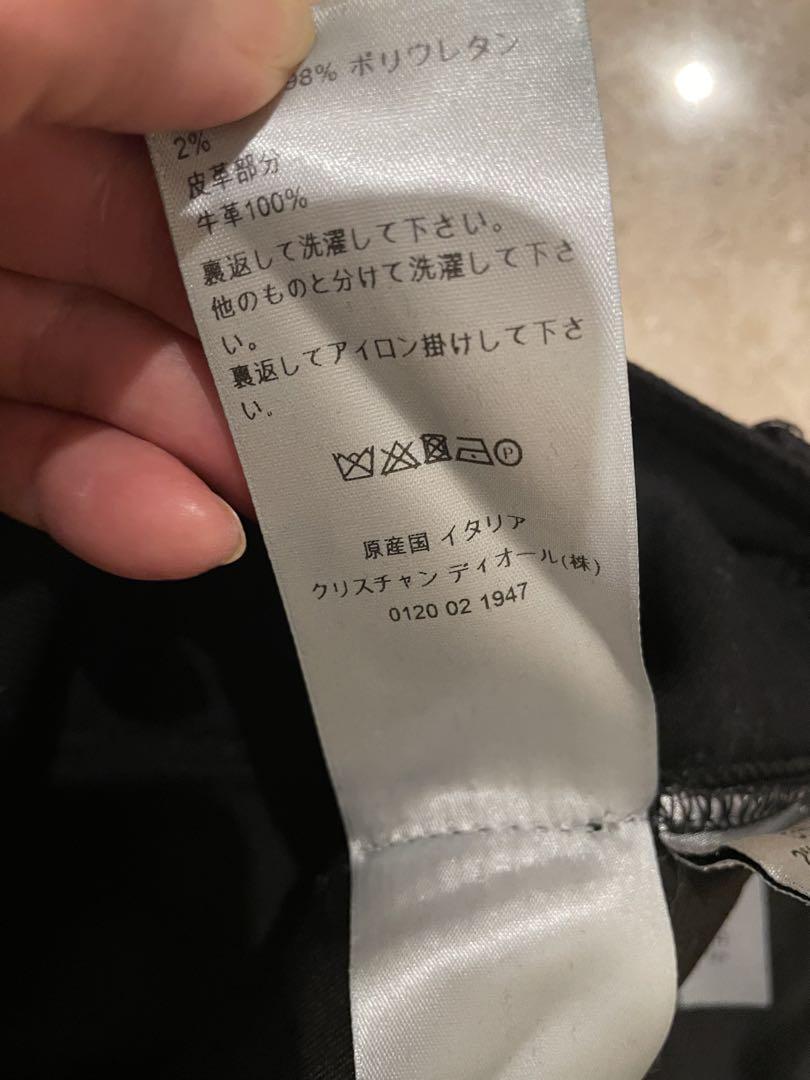 98% ポリウレタン
2%
皮革部分
牛革100%
裏返して洗濯して下さい。
他のものと分けて洗濯して下さ
い。
裏返してアイロン掛けして下さ
い。
P
原産国 イタリア
クリスチャン ディオール(株)
0120 02 1947